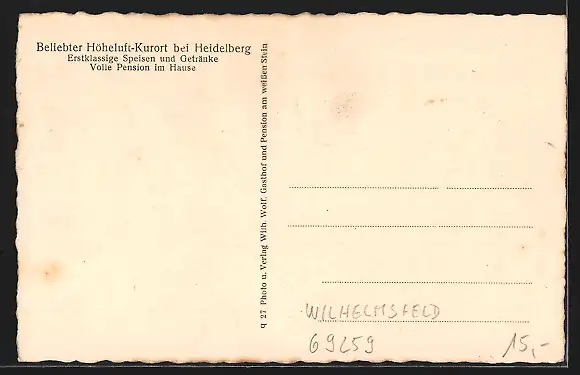 Beliebter Höheluft-Kurort bei Heidelberg
Erstklassige Speisen und Getränke
Volle Pension im Hause
q 27 Photo u. Verlag Wilh. Wolf, Gasthof und Pension am weißen Stein
WILHELMSFELD
69259
15,-